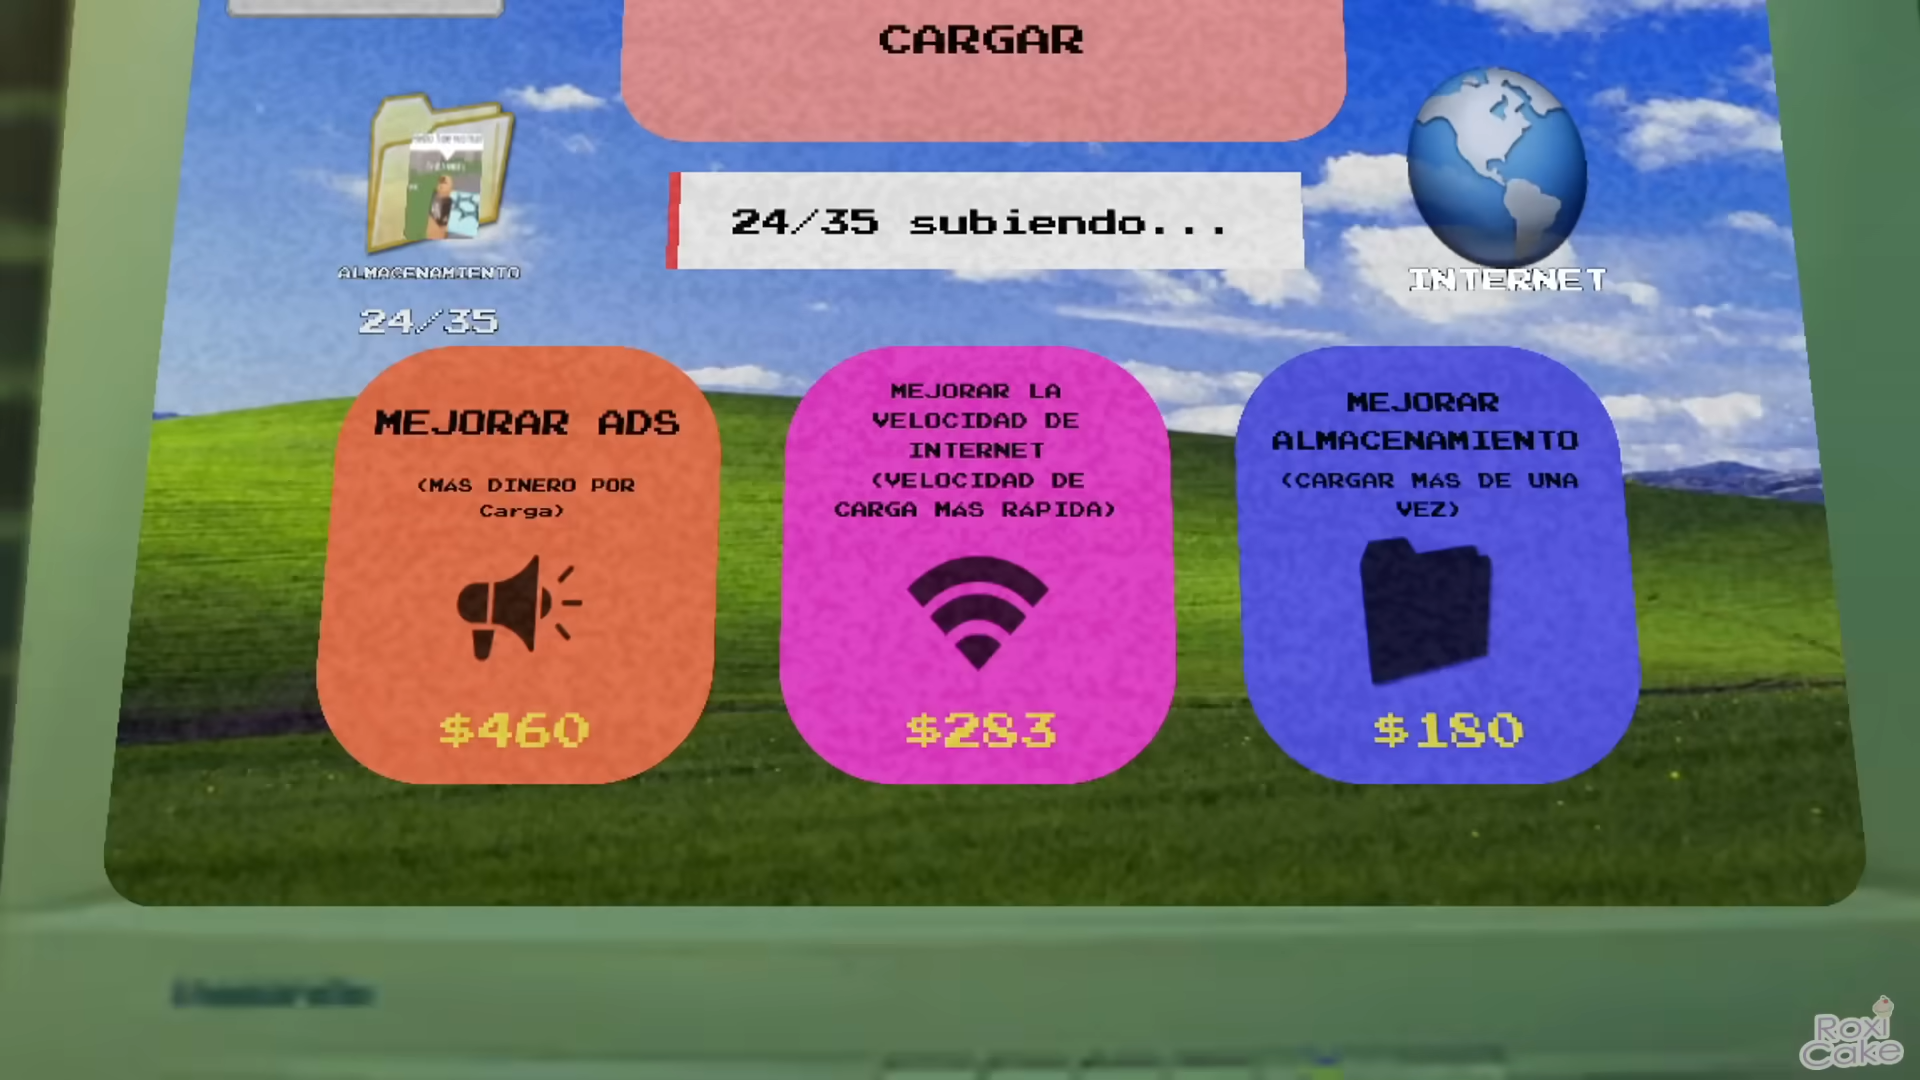 CARGAR
24/35 subiendo...
ALMACENAMIENTO
24/35
INTERNET
MEJORAR ADS
(MÁS DINERO POR
Carga)
$460
MEJORAR LA
VELOCIDAD DE
INTERNET
(VELOCIDAD DE
CARGA MÁS RÁPIDA)
$283
MEJORAR
ALMACENAMIENTO
(CARGAR MÁS DE UNA
VEZ)
$180
Roxi
Cake